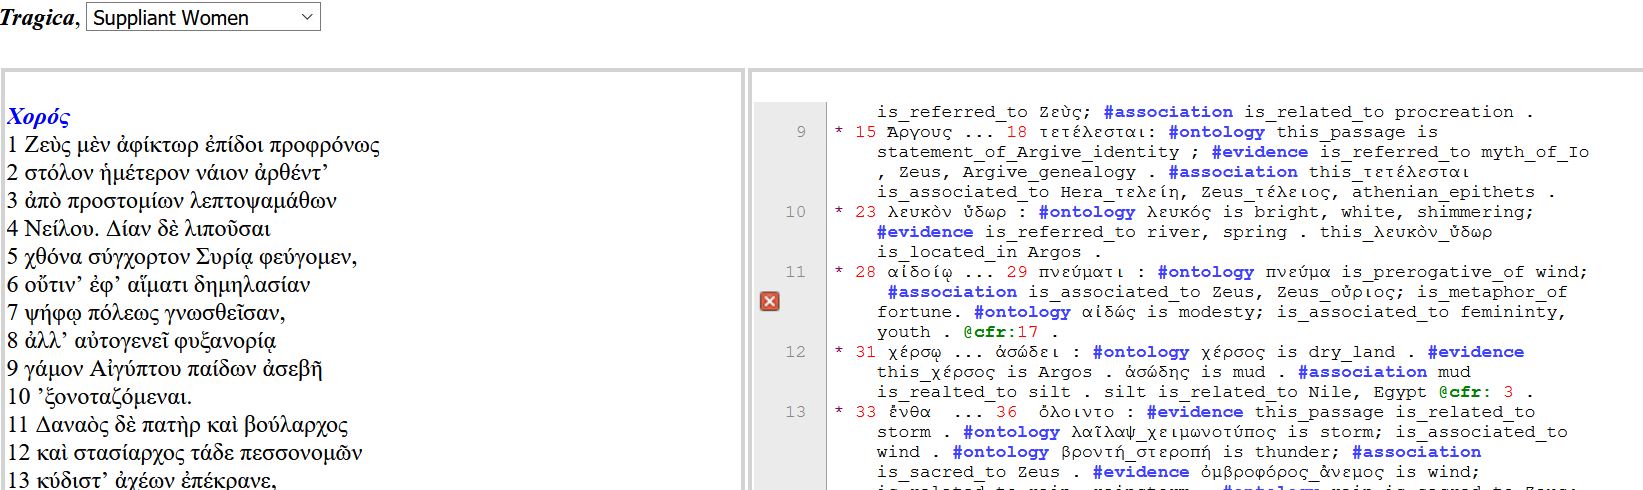 Tragica, Suppliant Women
Χορός
1 Ζεὺς μὲν ἀφίκτωρ ἐπίδοι προφρόνως
2 στόλον ἡμέτερον νάιον ἀρθέντ’
3 ἀπὸ προστομίων λεπτοψαμάθων
4 Νείλου. Δίαν δὲ λιποῦσαι
5 χθόνα σύγχορτον Συρίᾳ φεύγομεν,
6 οὔτιν’ ἐφ’ αἵματι δημηλασίαν
7 ψήφῳ πόλεως γνωσθεῖσαν,
8 ἀλλ’ αὐτογενεῖ φυξανορίᾳ
9 γάμον Αἰγύπτου παίδων ἀσεβῆ
10 ’ξονοταζόμεναι.
11 Δαναὸς δὲ πατὴρ καὶ βούλαρχος
12 καὶ στασίαρχος τάδε πεσσονομῶν
13 κύδιστ’ ἀχέων ἐπέκρανε,
is_referred_to Ζεὺς; #association is_related_to procreation .
9 * 15 Ἄργους ... 18 τετέλεσται: #ontology this_passage is
statement_of_Argive_identity ; #evidence is_referred_to myth_of_Io
, Zeus, Argive_genealogy . #association this_τετέλεσται
is_associated_to Hera_τελείη, Zeus_τέλειος, athenian_epithets .
10 * 23 λευκὸν ὕδωρ : #ontology λευκός is bright, white, shimmering;
#evidence is_referred_to river, spring . this_λευκὸν_ὕδωρ
is_located_in Argos .
11 * 28 αἰδοίῳ ... 29 πνεύματι : #ontology πνεύμα is_prerogative_of wind;
#association is_associated_to Zeus, Zeus_οὔριος; is_metaphor_of
fortune. #ontology αἰδώς is modesty; is_associated_to femininty,
youth . @cfr:17 .
12 * 31 χέρσῳ ... ἀσώδει : #ontology χέρσος is dry_land . #evidence
this_χέρσος is Argos . ἀσώδης is mud . #association mud
is_realted_to silt . silt is_related_to Nile, Egypt @cfr: 3 .
13 * 33 ἔνθα ... 36 ὄλοιντο : #evidence this_passage is_related_to
storm . #ontology λαῖλαψ_χειμωνοτύπος is storm; is_associated_to
wind . #ontology βροντή_στεροπή is thunder; #association
is_sacred_to Zeus . #evidence ὀμβροφόρος_ἄνεμος is wind;